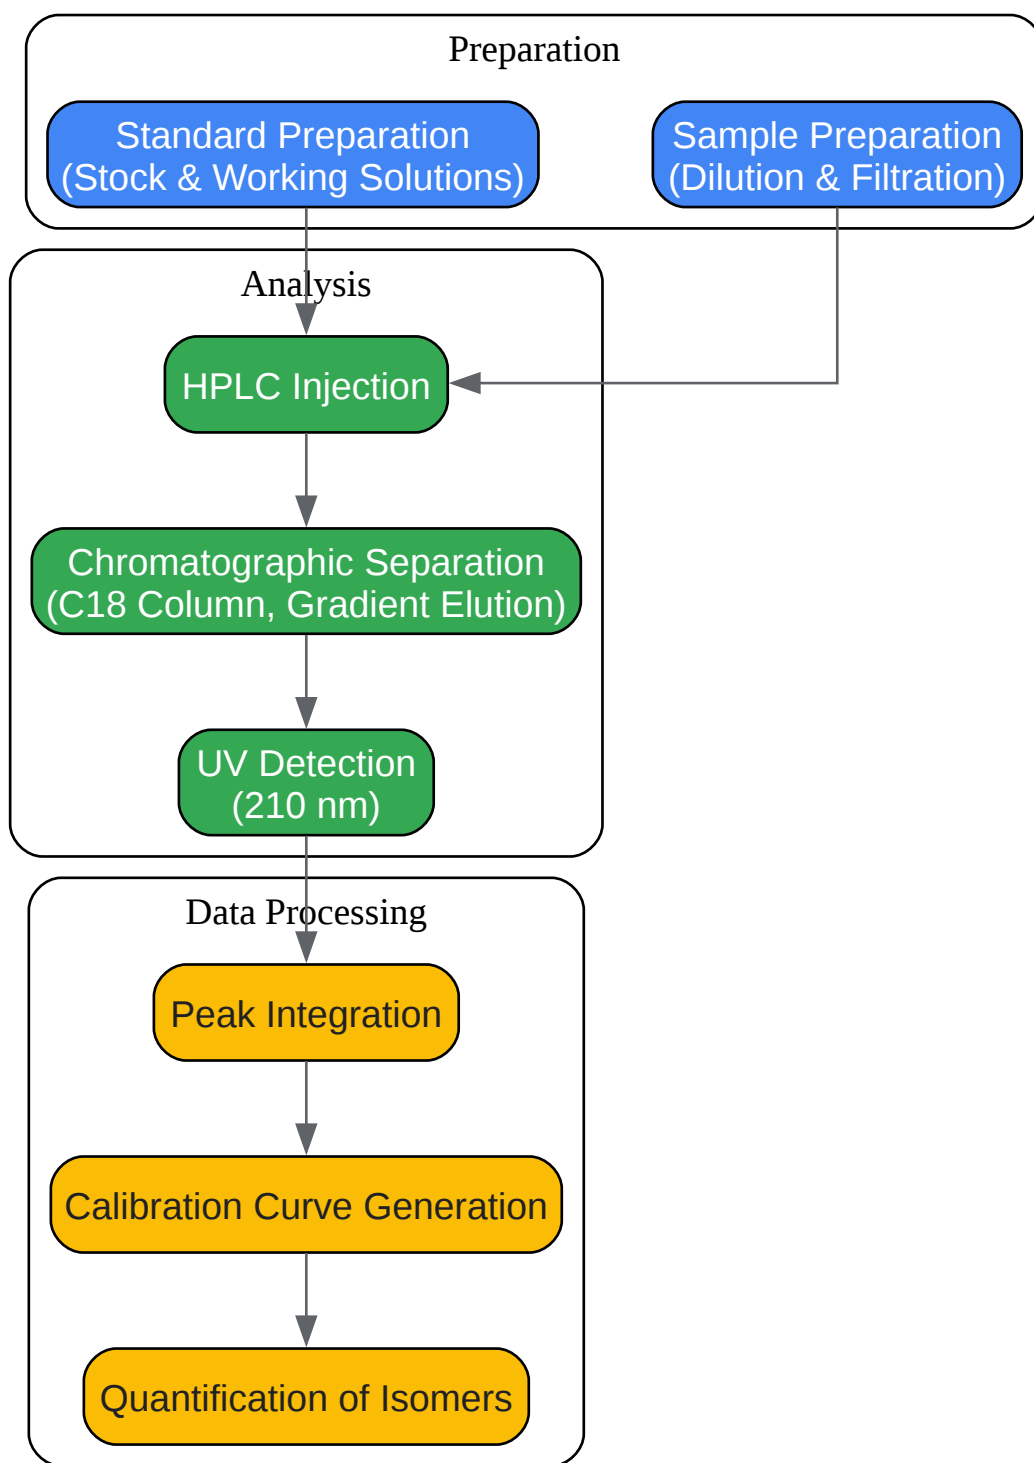 Preparation
Standard Preparation
(Stock & Working Solutions)
Sample Preparation
(Dilution & Filtration)
Analysis
HPLC Injection
Chromatographic Separation
(C18 Column, Gradient Elution)
UV Detection
(210 nm)
Data Processing
Peak Integration
Calibration Curve Generation
Quantification of Isomers